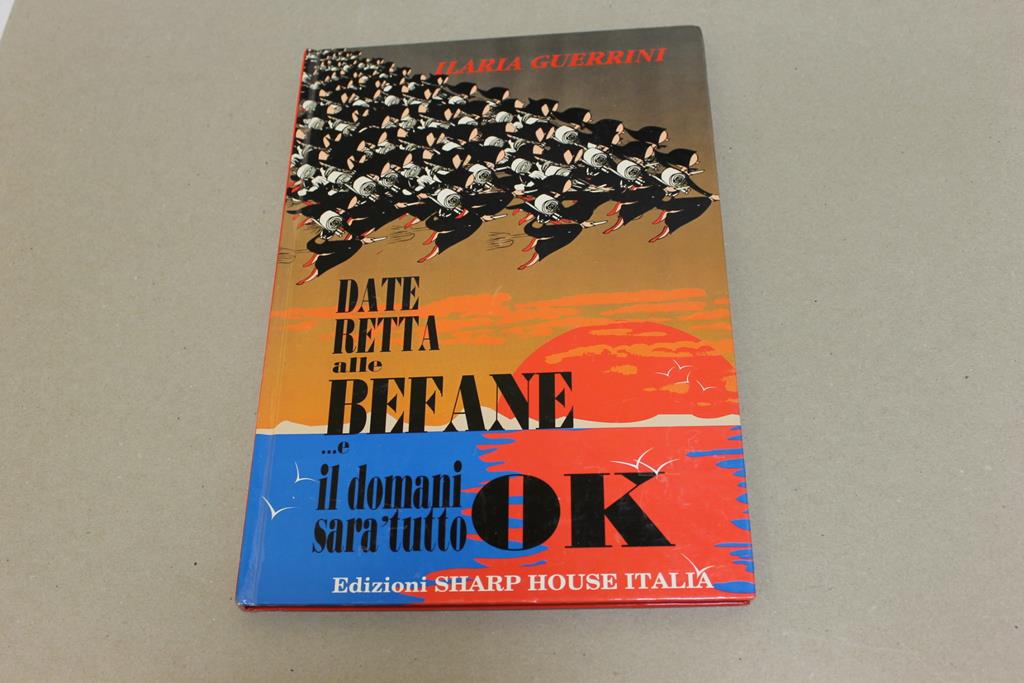 ILARIA GUERRINI
DATE
RETTA
alle
BEFANE
...e
il domani
sara'tutto OK
Edizioni SHARP HOUSE ITALIA